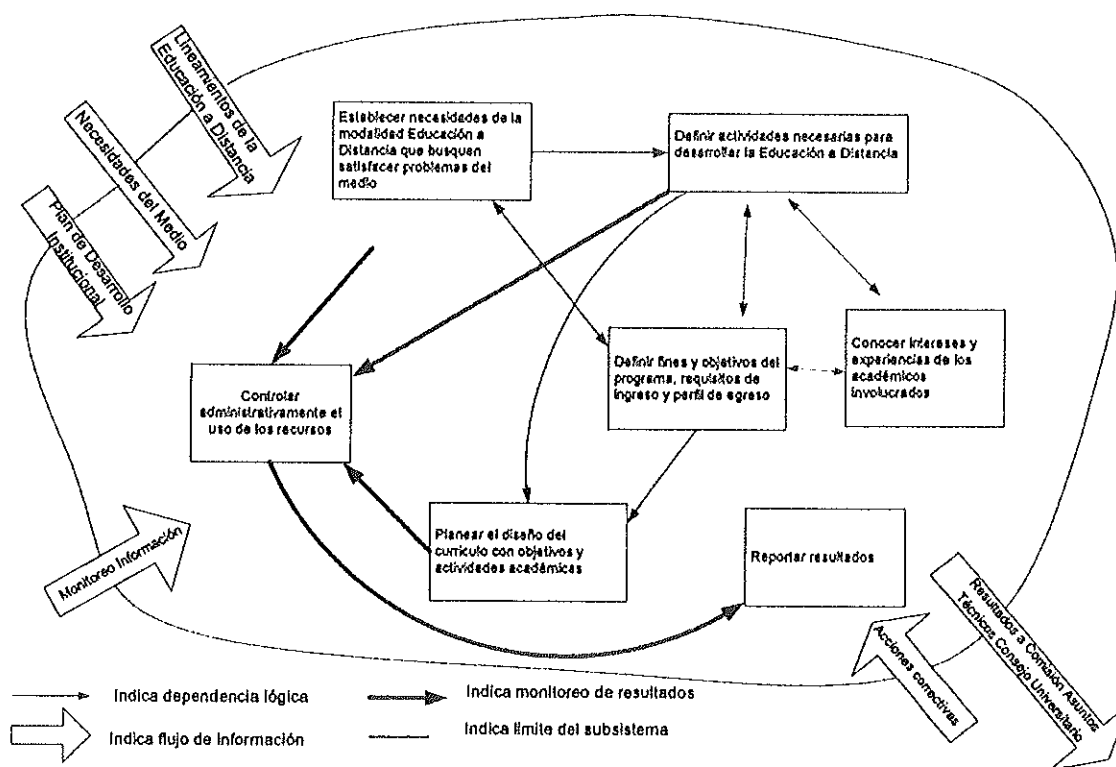 Lineamientos de la
Educación a Distancia
Necesidades del Medio
Plan de Desarrollo
Institucional
Establecer necesidades de la
modalidad Educación a
Distancia que busquen
satisfacer problemas del
medio
Definir actividades necesarias para
desarrollar la Educación a Distancia
Definir fines y objetivos del
programa, requisitos de
ingreso y perfil de egreso
Conocer intereses y
experiencias de los
académicos
involucrados
Controlar
administrativamente el
uso de los recursos
Planear el diseño del
currículo con objetivos y
actividades académicas
Reportar resultados
Monitoreo Información
Resultados a Comisión Asuntos
Técnicos Consejo Universitario
Acciones correctivas
Indica dependencia lógica
Indica monitoreo de resultados
Indica flujo de información
Indica límite del subsistema